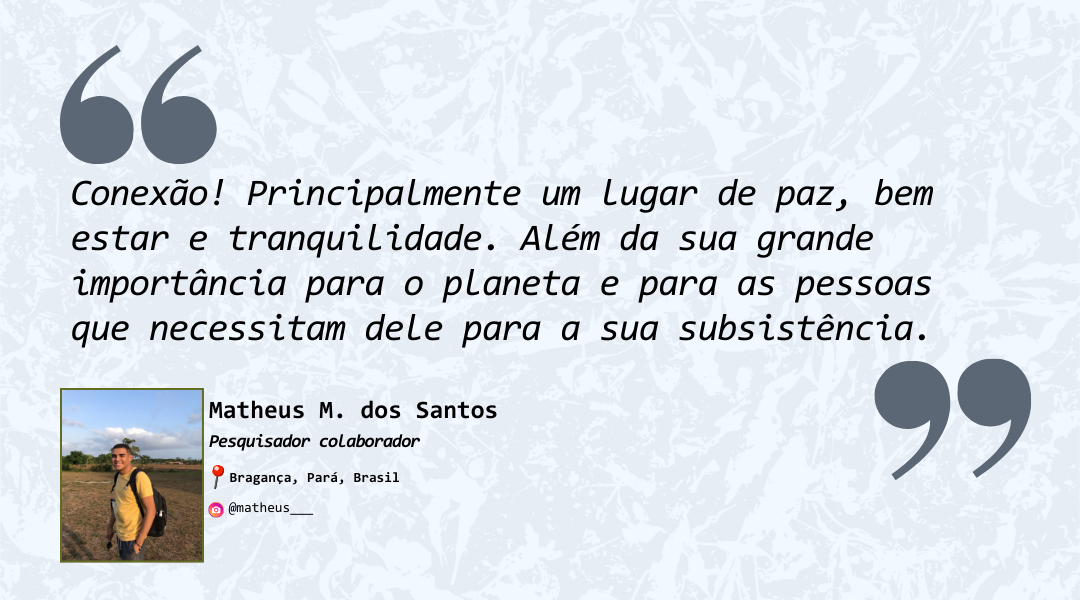 Conexão! Principalmente um lugar de paz, bem
estar e tranquilidade. Além da sua grande
importância para o planeta e para as pessoas
que necessitam dele para a sua subsistência.
Matheus M. dos Santos
Pesquisador colaborador
Bragança, Pará, Brasil
@matheus___